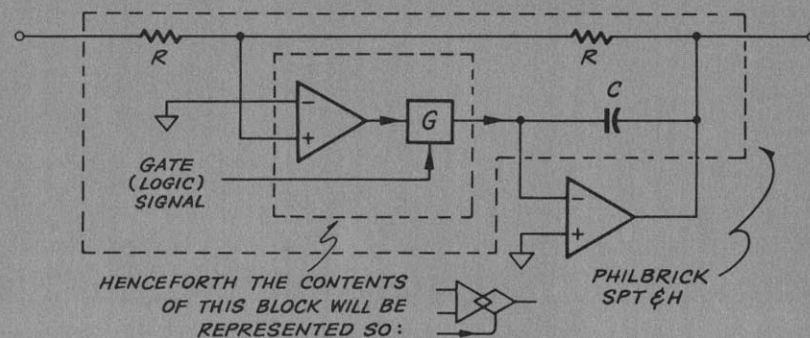 R
R
C
−
+
G
GATE
(LOGIC)
SIGNAL
−
+
HENCEFORTH THE CONTENTS
OF THIS BLOCK WILL BE
REPRESENTED SO:
PHILBRICK
SPT & H